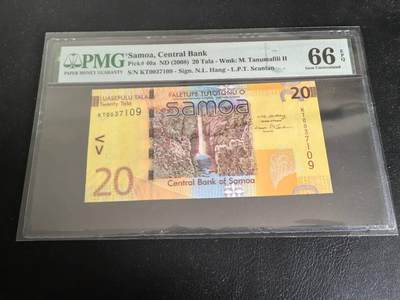 PMG
PAPER MONEY GUARANTY
Samoa, Central Bank
Pick# 40a ND (2008) 20 Tala - Wmk: M. Tanumafili II
S/N KT0037109 - Sign. N.L. Hang - L.P.T. Scanlan
66 EPQ
Gem Uncirculated
LUASEFULU TALA
Twenty Tala
KT0037109
FALETUPE TUTOTONU O
samoa
20
KT0037109
20
Central Bank of Samoa